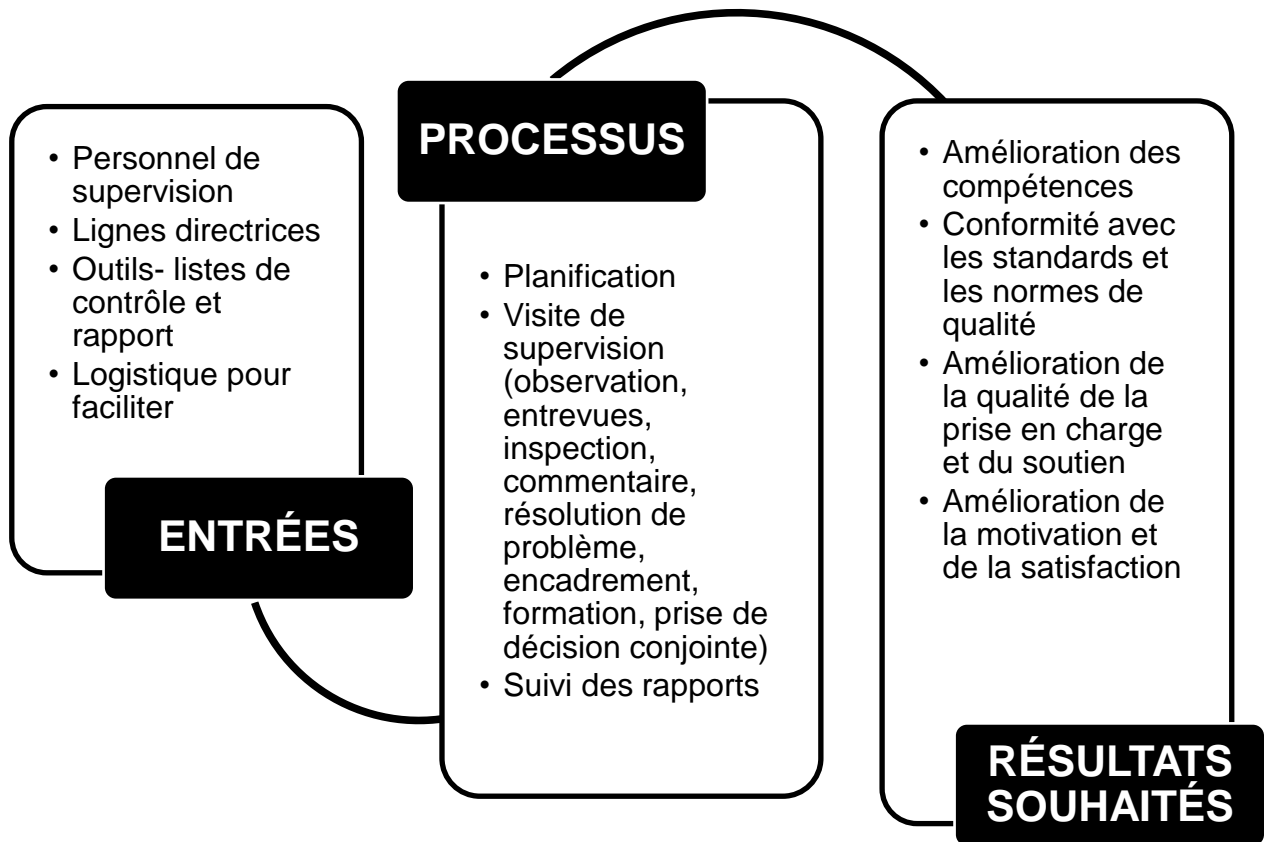 • Personnel de
supervision
• Lignes directrices
• Outils- listes de
contrôle et
rapport
• Logistique pour
faciliter
ENTRÉES
PROCESSUS
• Planification
• Visite de
supervision
(observation,
entrevues,
inspection,
commentaire,
résolution de
problème,
encadrement,
formation, prise de
décision conjointe)
• Suivi des rapports
• Amélioration des
compétences
• Conformité avec
les standards et
les normes de
qualité
• Amélioration de
la qualité de la
prise en charge
et du soutien
• Amélioration de
la motivation et
de la satisfaction
RÉSULTATS
SOUHAITÉS